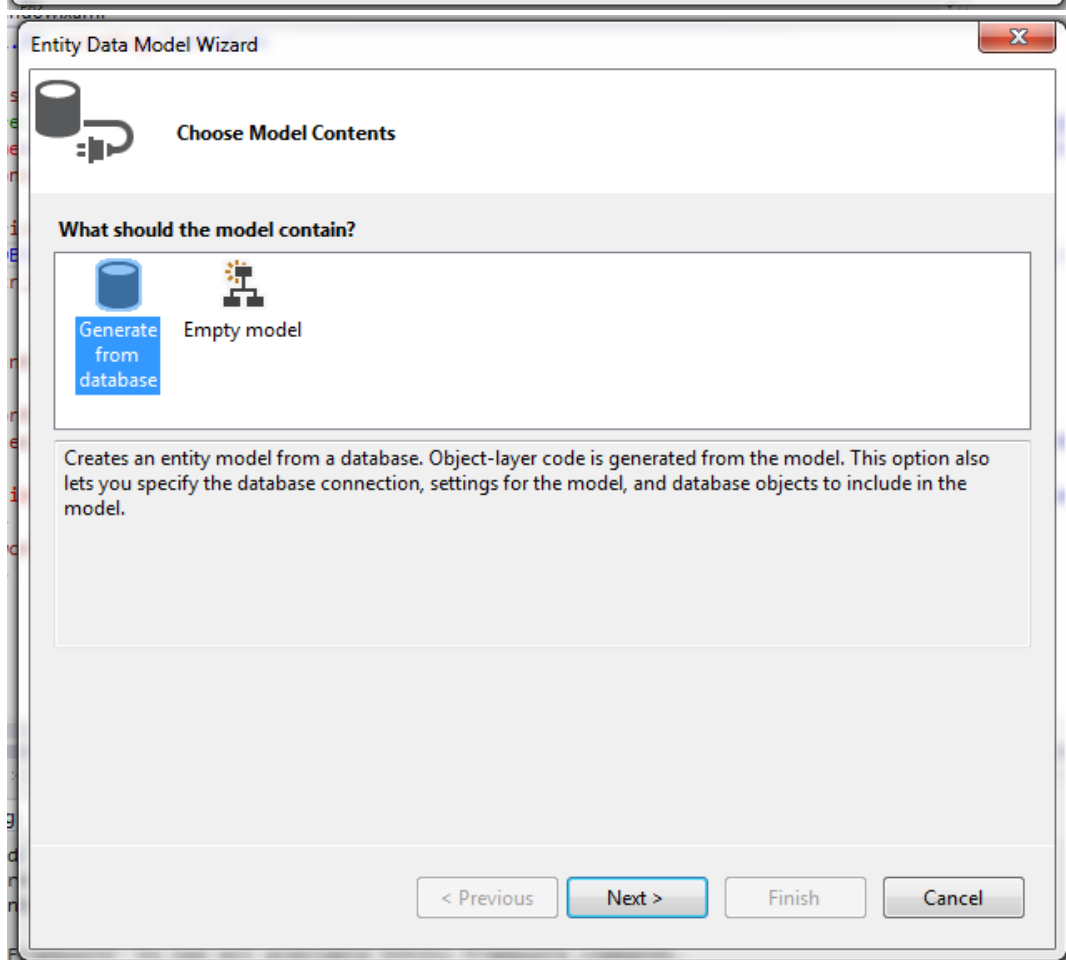 Entity Data Model Wizard
Choose Model Contents
What should the model contain?
Generate
from
database
Empty model
Creates an entity model from a database. Object-layer code is generated from the model. This option also
lets you specify the database connection, settings for the model, and database objects to include in the
model.
< Previous
Next >
Finish
Cancel